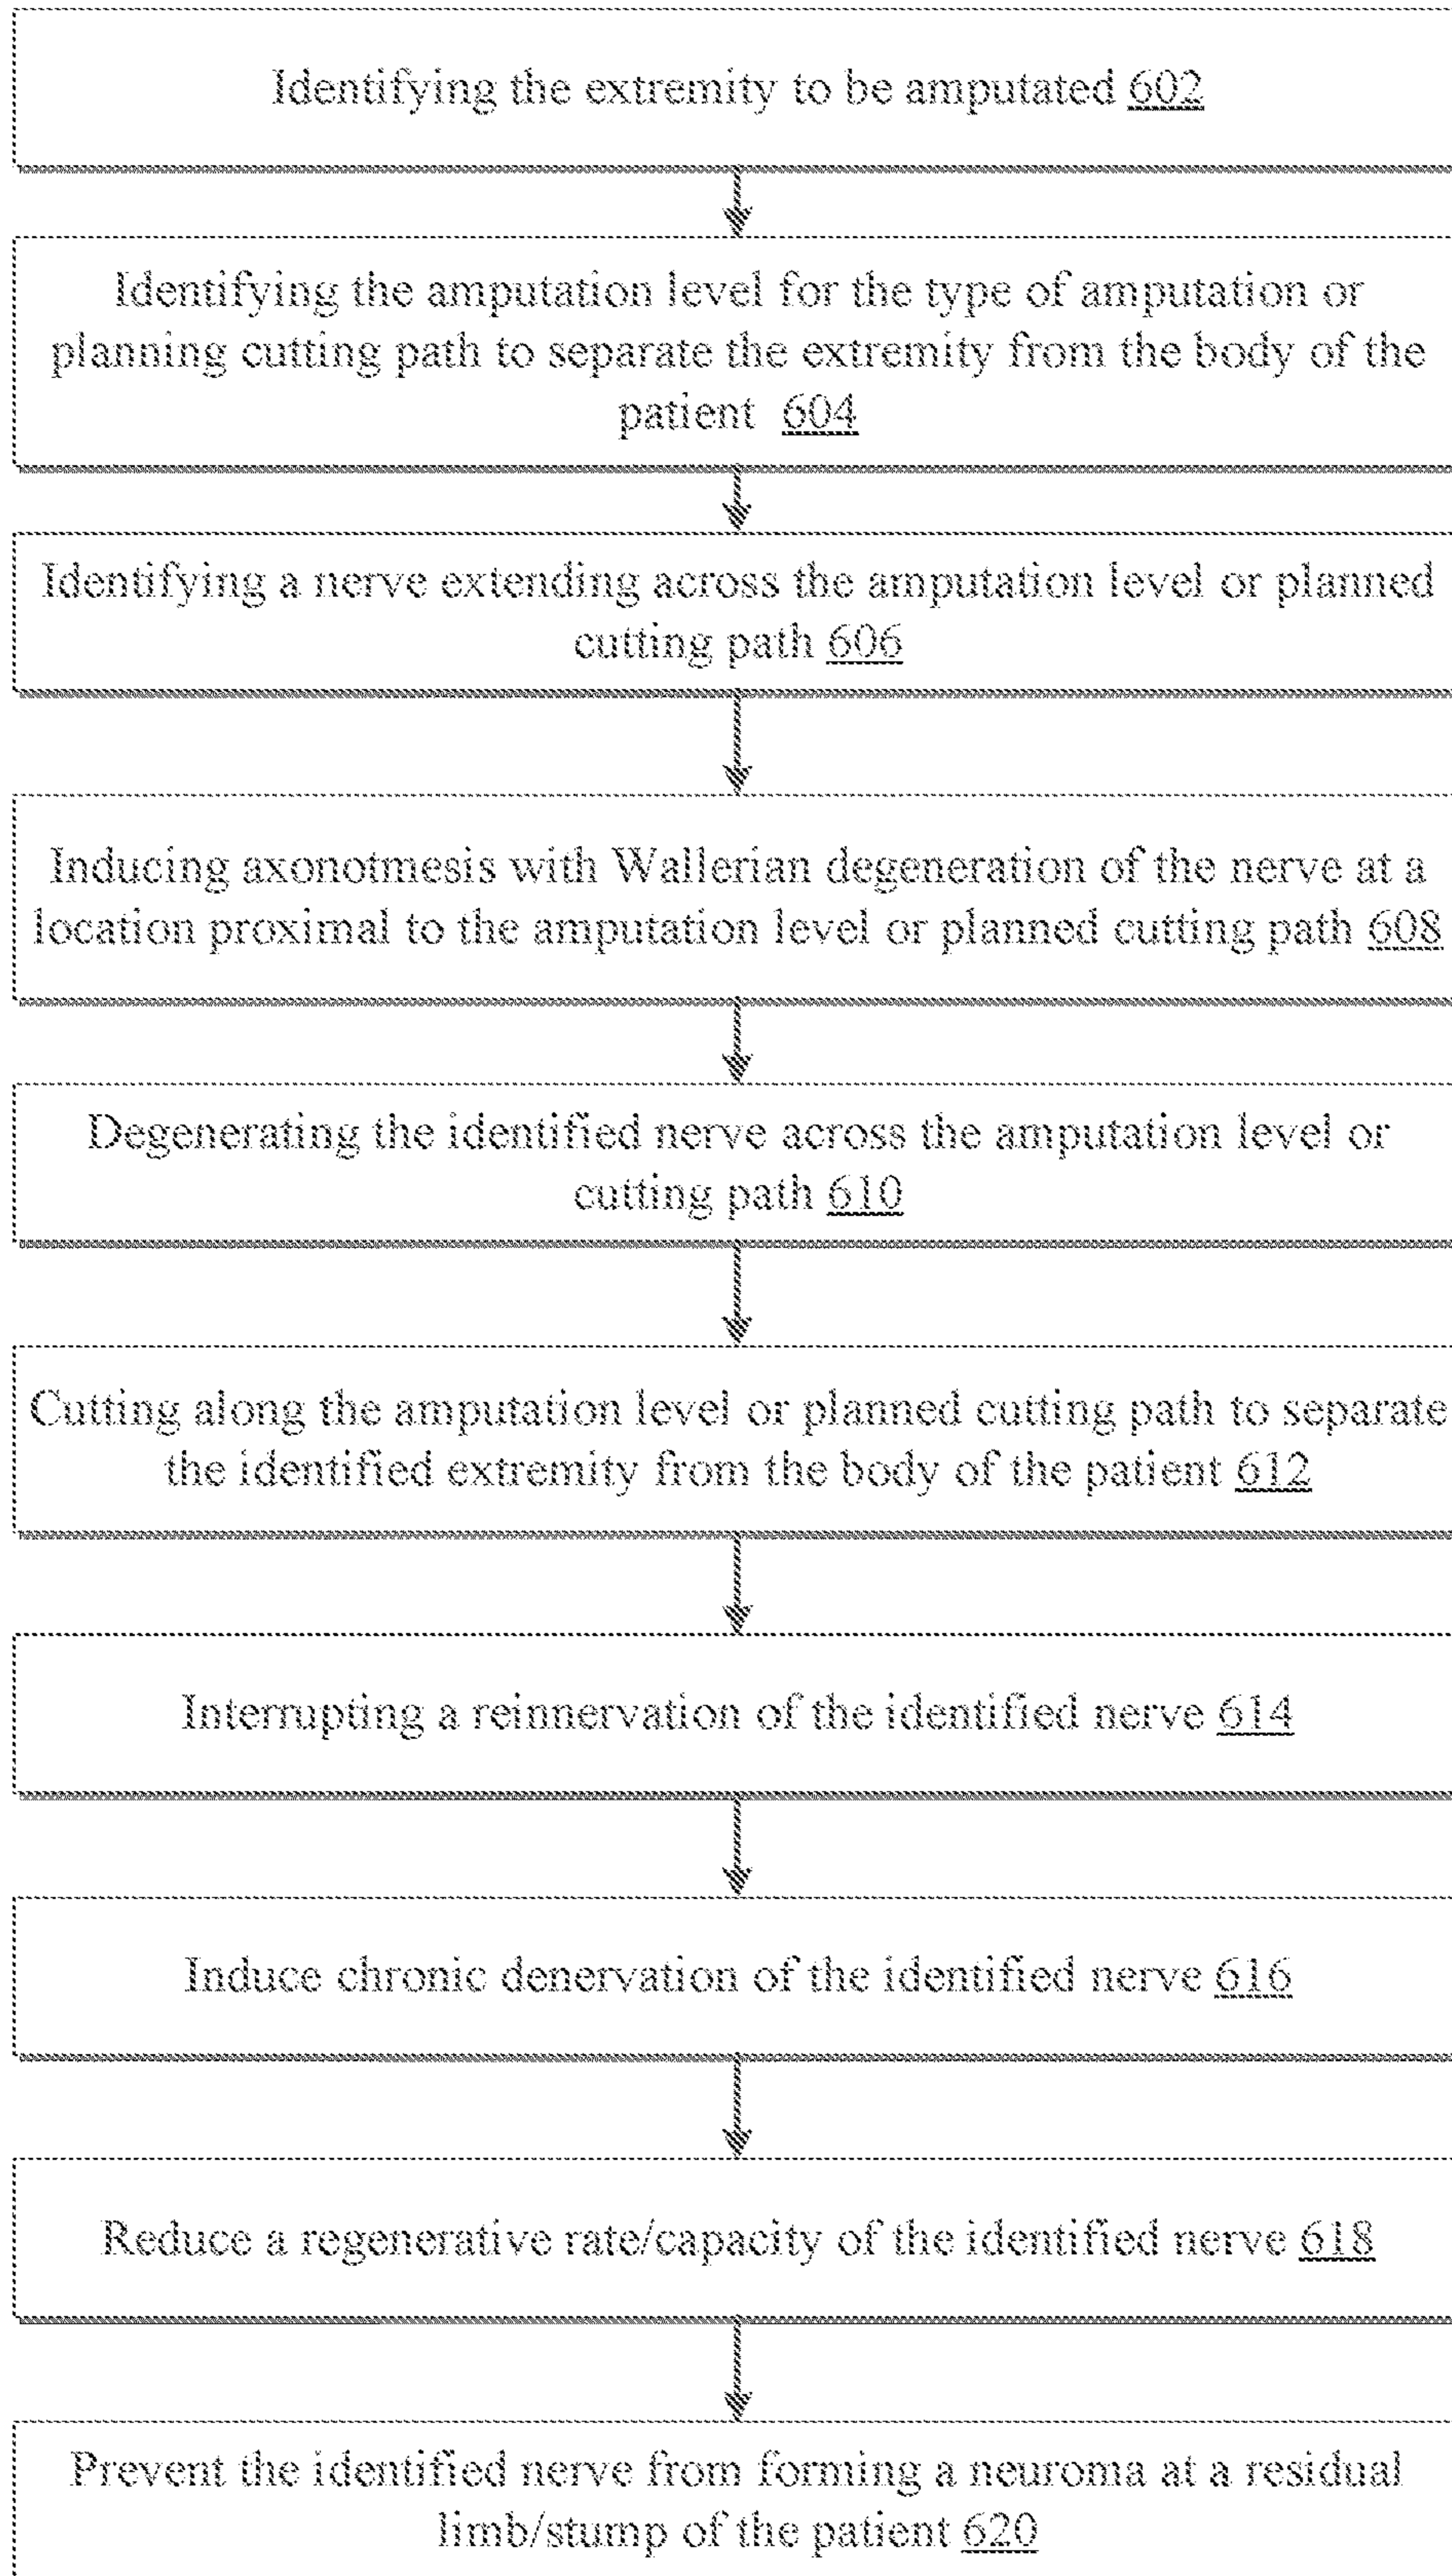 Identifying the extremity to be amputated 602
Identifying the amputation level for the type of amputation or
planning cutting path to separate the extremity from the body of the
patient 604
Identifying a nerve extending across the amputation level or planned
cutting path 606
Inducing axonotmesis with Wallerian degeneration of the nerve at a
location proximal to the amputation level or planned cutting path 608
Degenerating the identified nerve across the amputation level or
cutting path 610
Cutting along the amputation level or planned cutting path to separate
the identified extremity from the body of the patient 612
Interrupting a reinnervation of the identified nerve 614
Induce chronic denervation of the identified nerve 616
Reduce a regenerative rate/capacity of the identified nerve 618
Prevent the identified nerve from forming a neuroma at a residual
limb/stump of the patient 620